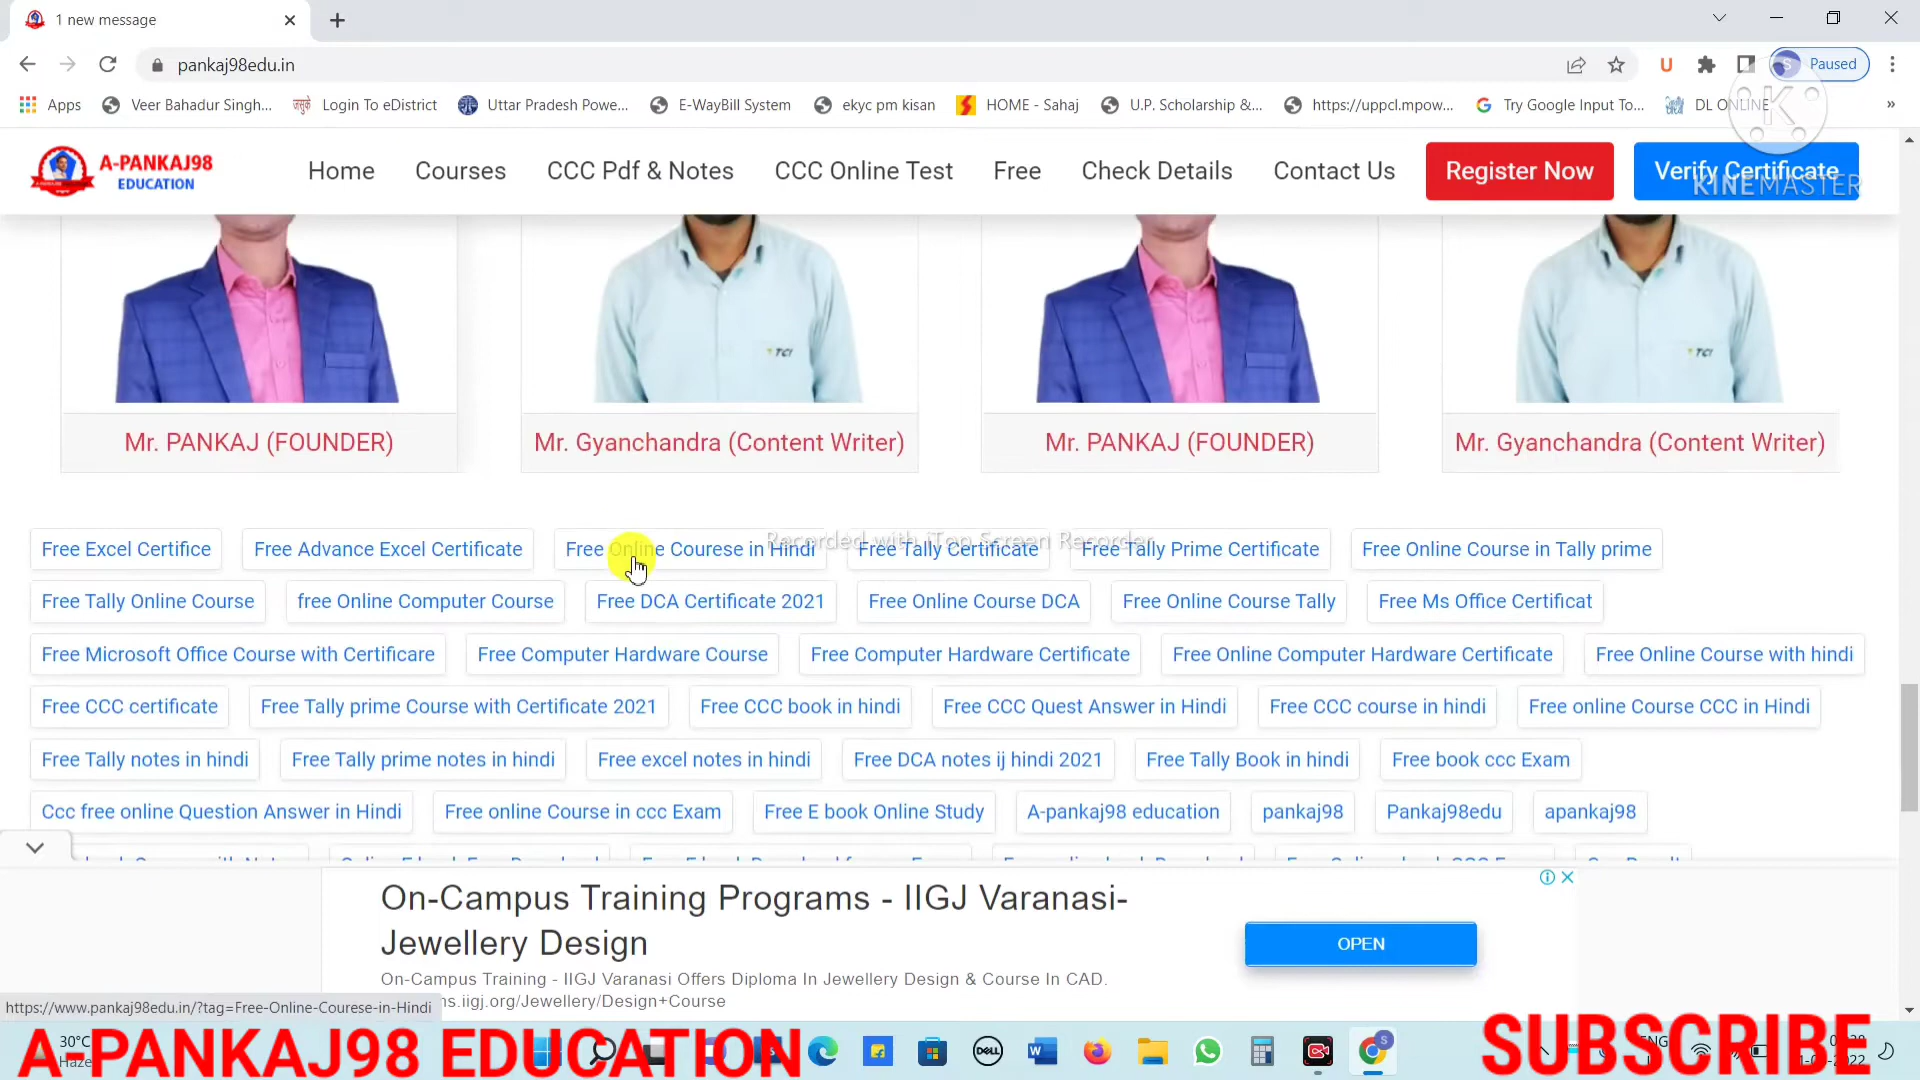 1 new message
pankaj98edu.in
Paused
Apps
Veer Bahadur Singh...
Login To eDistrict
Uttar Pradesh Powe...
E-WayBill System
ekyc pm kisan
HOME - Sahaj
U.P. Scholarship &...
https://uppcl.mpow...
Try Google Input To...
DL ONLINE
»
A-PANKAJ98
EDUCATION
Home
Courses
CCC Pdf & Notes
CCC Online Test
Free
Check Details
Contact Us
Register Now
Verify Certificate
KINEMASTER
TCI
TCI
Mr. PANKAJ (FOUNDER)
Mr. Gyanchandra (Content Writer)
Mr. PANKAJ (FOUNDER)
Mr. Gyanchandra (Content Writer)
Recorded with iTop Screen Recorder
Free Excel Certifice
Free Advance Excel Certificate
Free Online Courese in Hindi
Free Tally Certificate
Free Tally Prime Certificate
Free Online Course in Tally prime
Free Tally Online Course
free Online Computer Course
Free DCA Certificate 2021
Free Online Course DCA
Free Online Course Tally
Free Ms Office Certificat
Free Microsoft Office Course with Certificare
Free Computer Hardware Course
Free Computer Hardware Certificate
Free Online Computer Hardware Certificate
Free Online Course with hindi
Free CCC certificate
Free Tally prime Course with Certificate 2021
Free CCC book in hindi
Free CCC Quest Answer in Hindi
Free CCC course in hindi
Free online Course CCC in Hindi
Free Tally notes in hindi
Free Tally prime notes in hindi
Free excel notes in hindi
Free DCA notes ij hindi 2021
Free Tally Book in hindi
Free book ccc Exam
Ccc free online Question Answer in Hindi
Free online Course in ccc Exam
Free E book Online Study
A-pankaj98 education
pankaj98
Pankaj98edu
apankaj98
On-Campus Training Programs - IIGJ Varanasi-
Jewellery Design
On-Campus Training - IIGJ Varanasi Offers Diploma In Jewellery Design & Course In CAD.
ns.iigj.org/Jewellery/Design+Course
OPEN
https://www.pankaj98edu.in/?tag=Free-Online-Courese-in-Hindi
30°C
A-PANKAJ98 EDUCATION
SUBSCRIBE